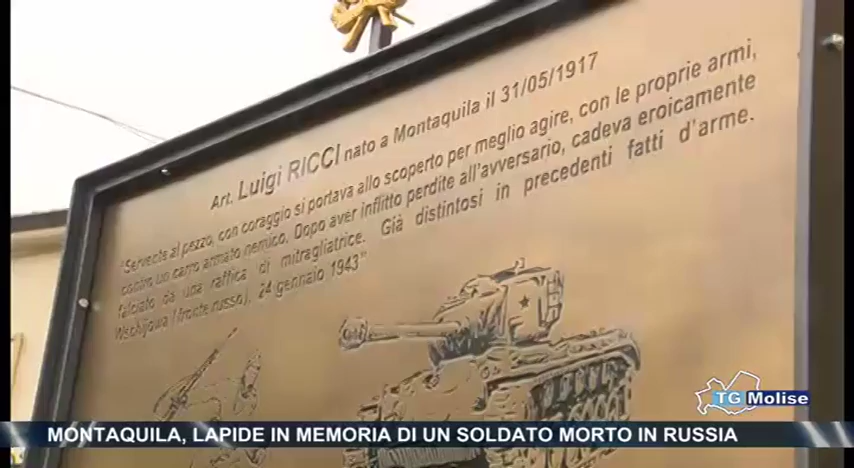 Art. Luigi RICCI nato a Montaquila il 31/05/1917
"Servente al pezzo, con coraggio si portava allo scoperto per meglio agire, con le proprie armi,
contro un carro armato nemico. Dopo aver inflitto perdite all'avversario, cadeva eroicamente
falciato da una raffica di mitragliatrice. Già distintosi in precedenti fatti d'arme.
(fronte russo), 24 gennaio 1943"
TG Molise
MONTAQUILA, LAPIDE IN MEMORIA DI UN SOLDATO MORTO IN RUSSIA